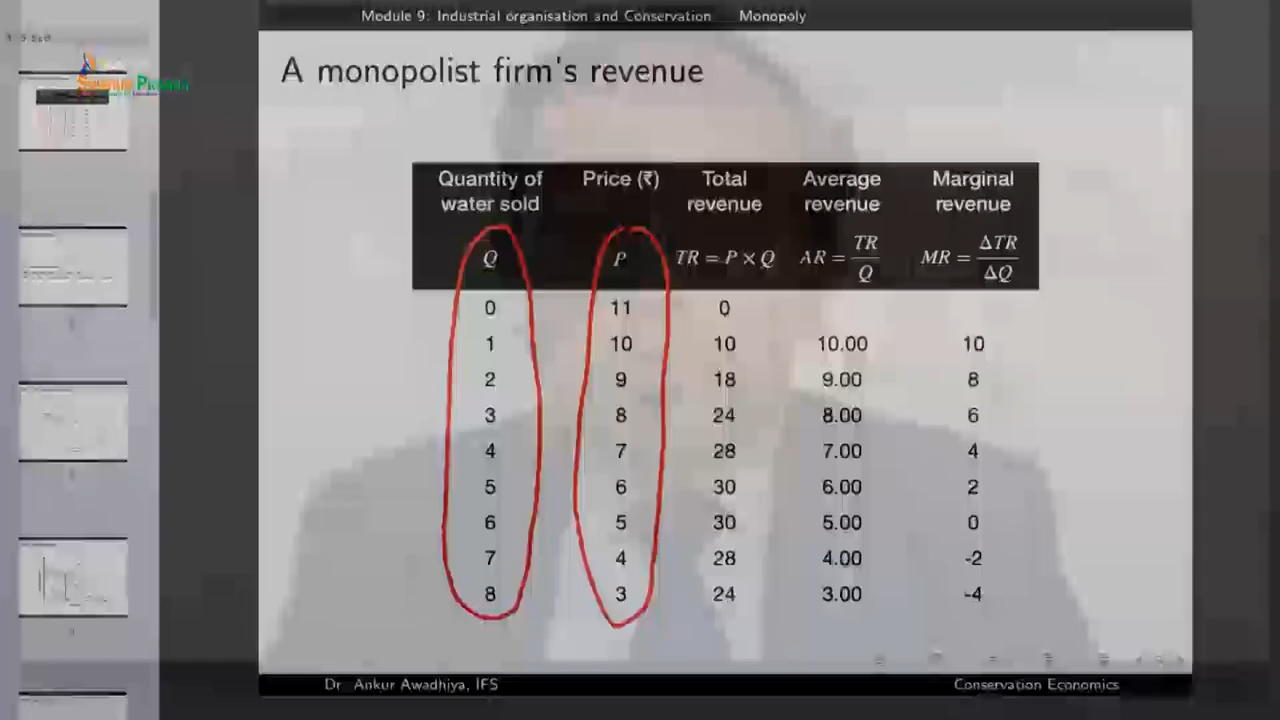 Module 9: Industrial organisation and Conservation Monopoly
A monopolist firm's revenue
Quantity of water sold Price (₹) Total revenue Average revenue Marginal revenue
Q P TR = P × Q AR = TR/Q MR = ΔTR/ΔQ
0 11 0
1 10 10 10.00 10
2 9 18 9.00 8
3 8 24 8.00 6
4 7 28 7.00 4
5 6 30 6.00 2
6 5 30 5.00 0
7 4 28 4.00 -2
8 3 24 3.00 -4
Dr. Ankur Awadhiya, IFS Conservation Economics